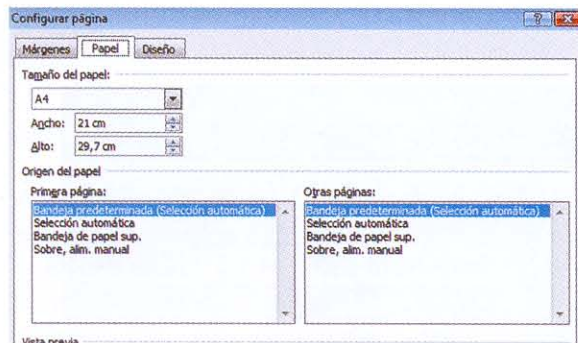 Configurar página
Márgenes Papel Diseño
Tamaño del papel:
A4
Ancho: 21 cm
Alto: 29,7 cm
Origen del papel
Primera página: Otras páginas:
Bandeja predeterminada (Selección automática) Bandeja predeterminada (Selección automática)
Selección automática Selección automática
Bandeja de papel sup. Bandeja de papel sup.
Sobre, alim. manual Sobre, alim. manual
Vista previa